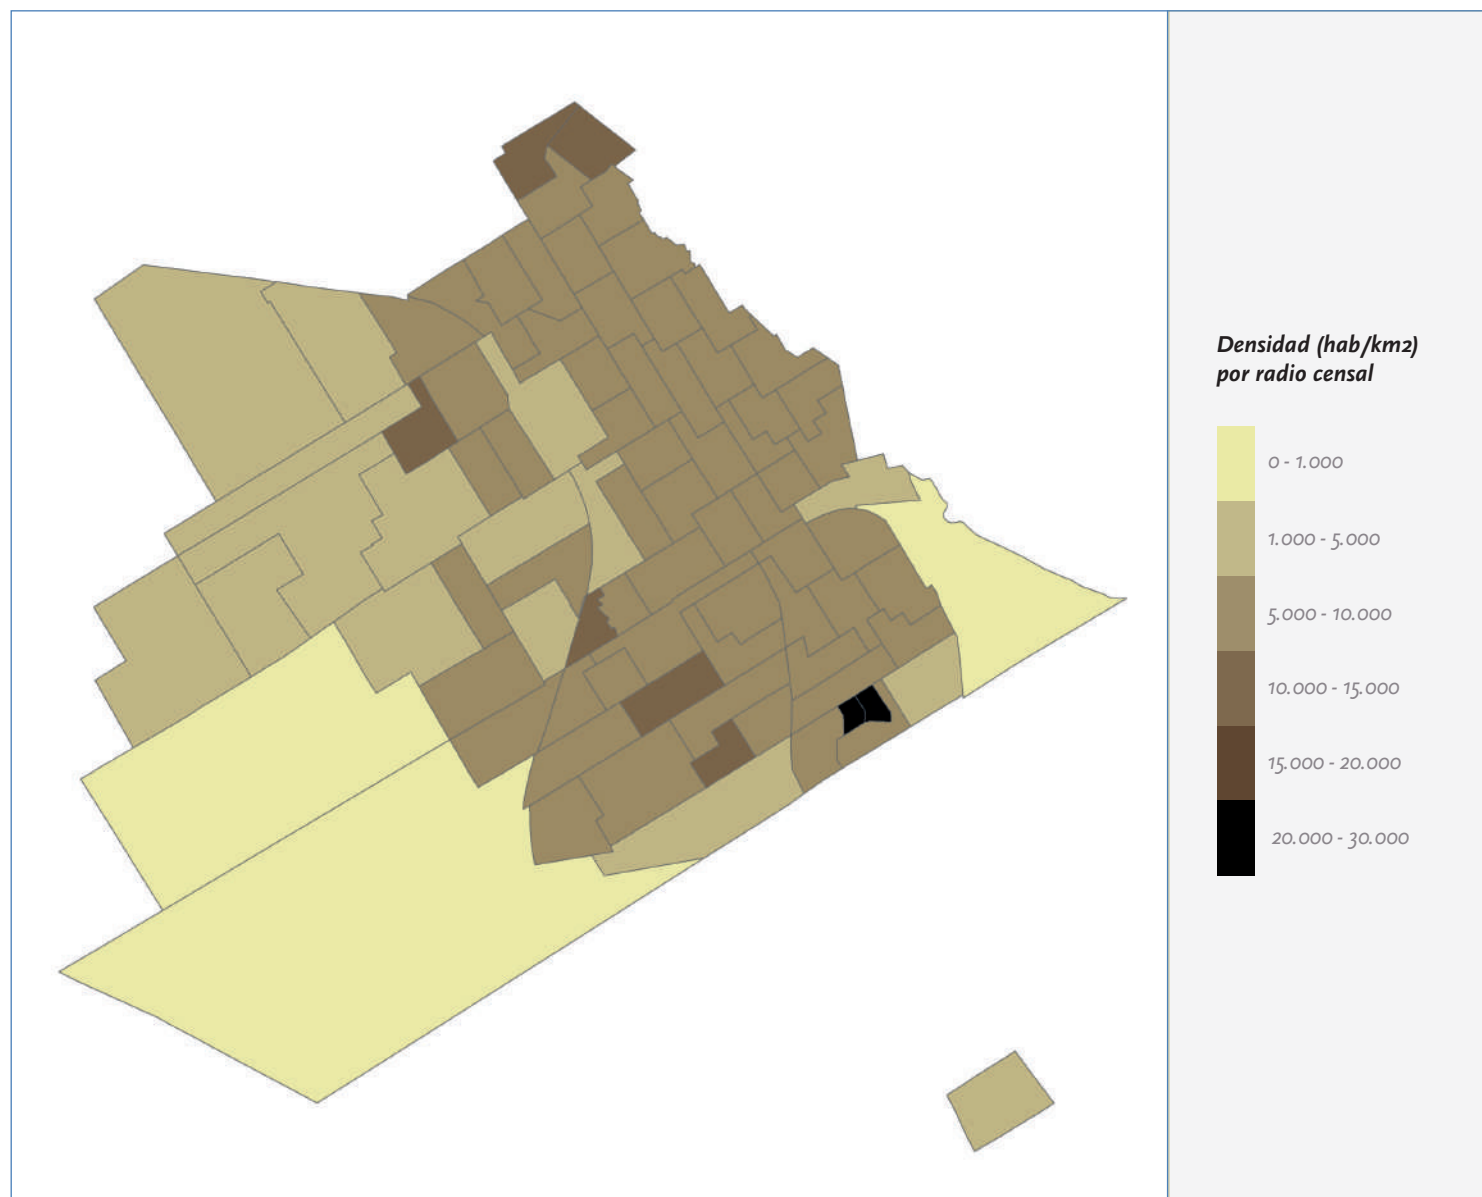 Densidad (hab/km2)
por radio censal
0 - 1.000
1.000 - 5.000
5.000 - 10.000
10.000 - 15.000
15.000 - 20.000
20.000 - 30.000